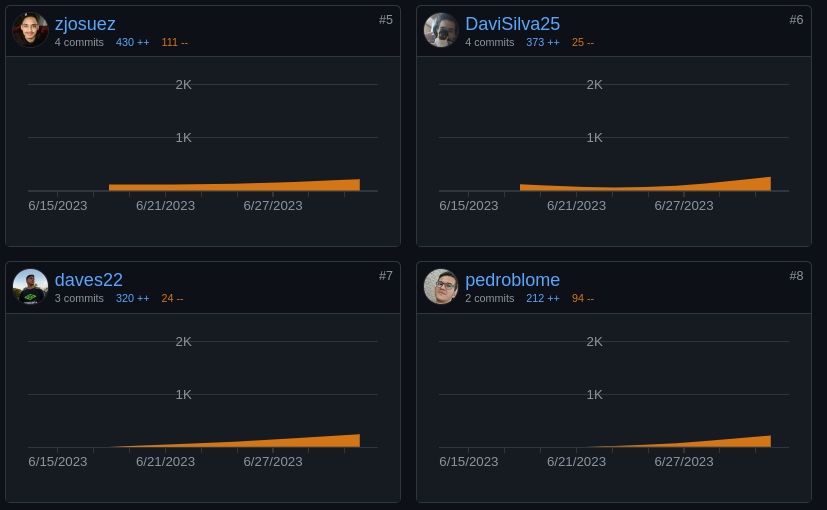 zjosuez #5
4 commits 430 ++ 111 --
2K
1K
6/15/2023 6/21/2023 6/27/2023
DaviSilva25 #6
4 commits 373 ++ 25 --
2K
1K
6/15/2023 6/21/2023 6/27/2023
daves22 #7
3 commits 320 ++ 24 --
2K
1K
6/15/2023 6/21/2023 6/27/2023
pedroblome #8
2 commits 212 ++ 94 --
2K
1K
6/15/2023 6/21/2023 6/27/2023